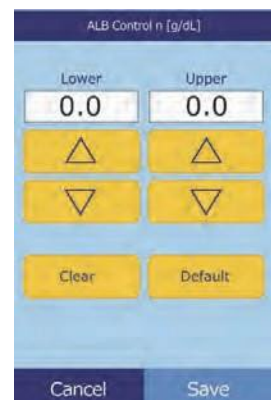 ALB Control n [g/dL]
Lower Upper
0.0 0.0
Clear Default
Cancel Save